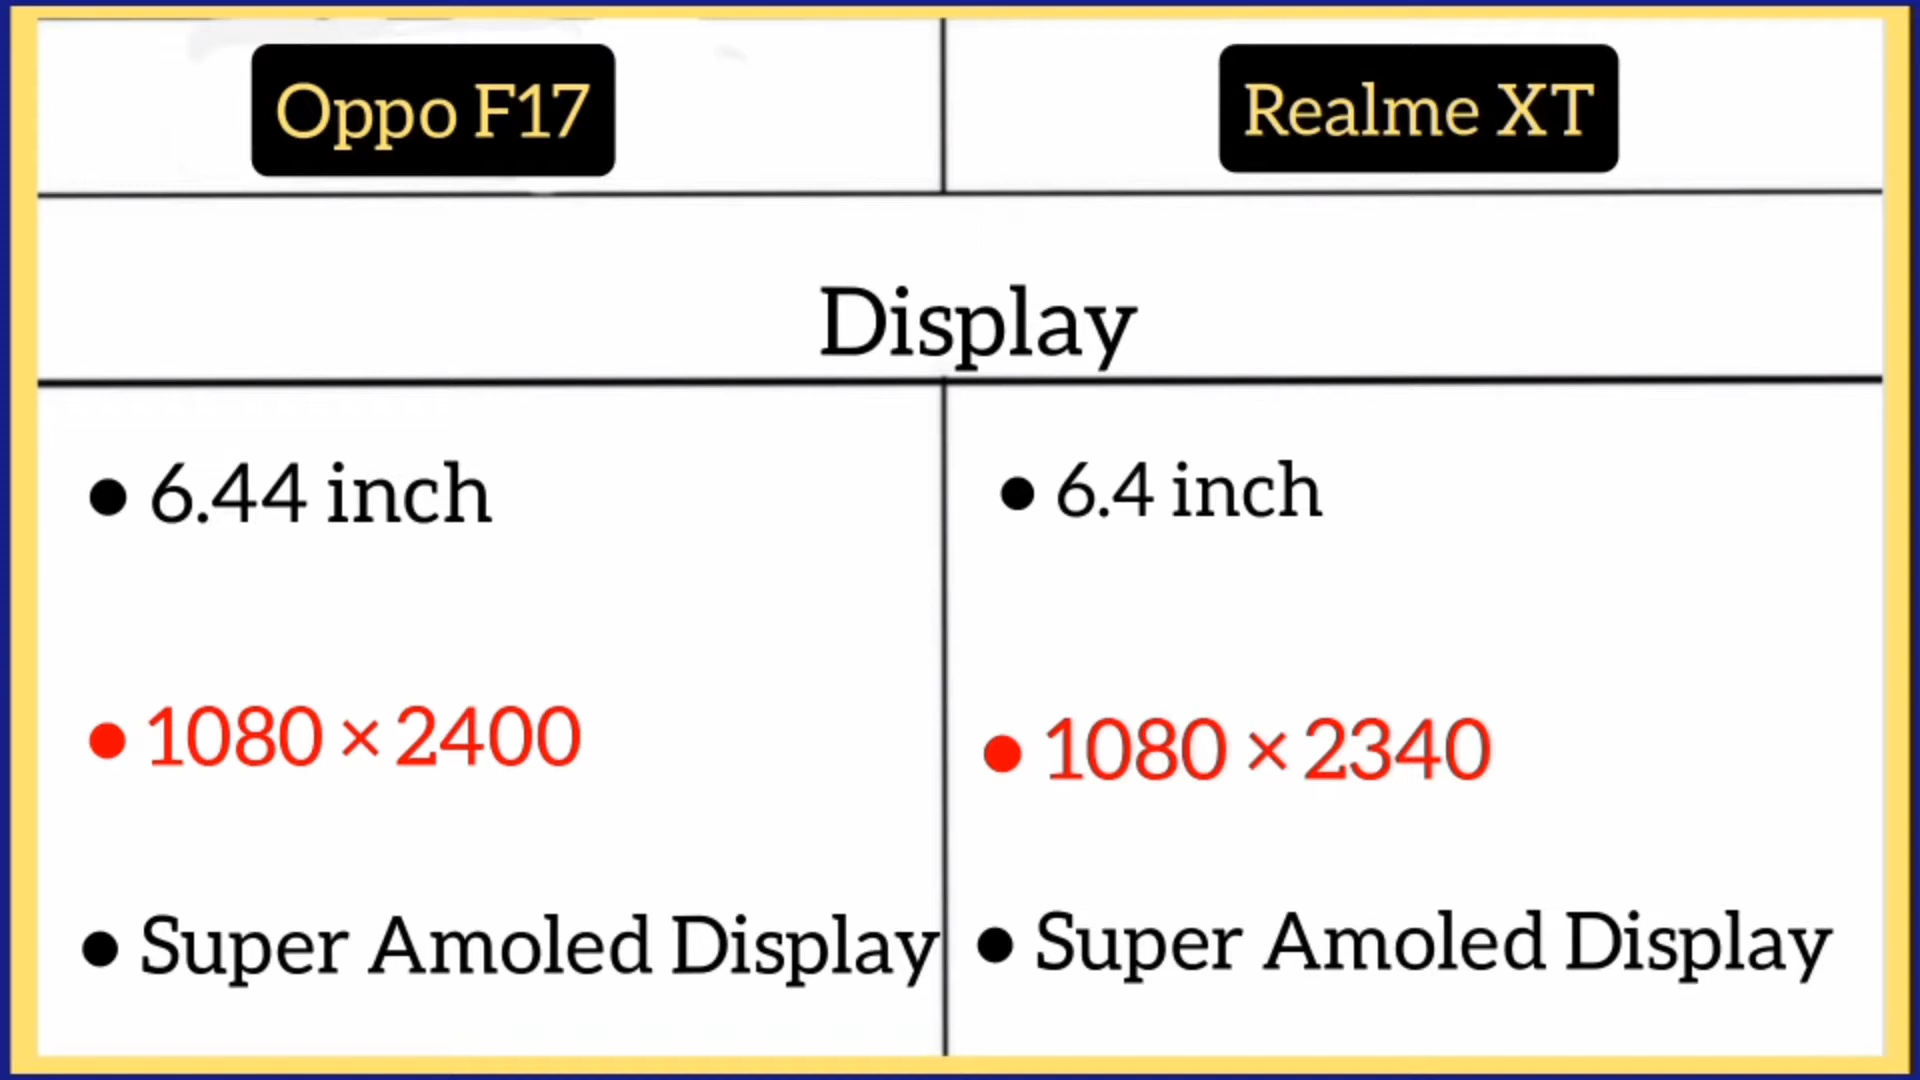 Oppo F17
Realme XT
Display
● 6.44 inch
● 6.4 inch
● 1080 × 2400
● 1080 × 2340
● Super Amoled Display
● Super Amoled Display